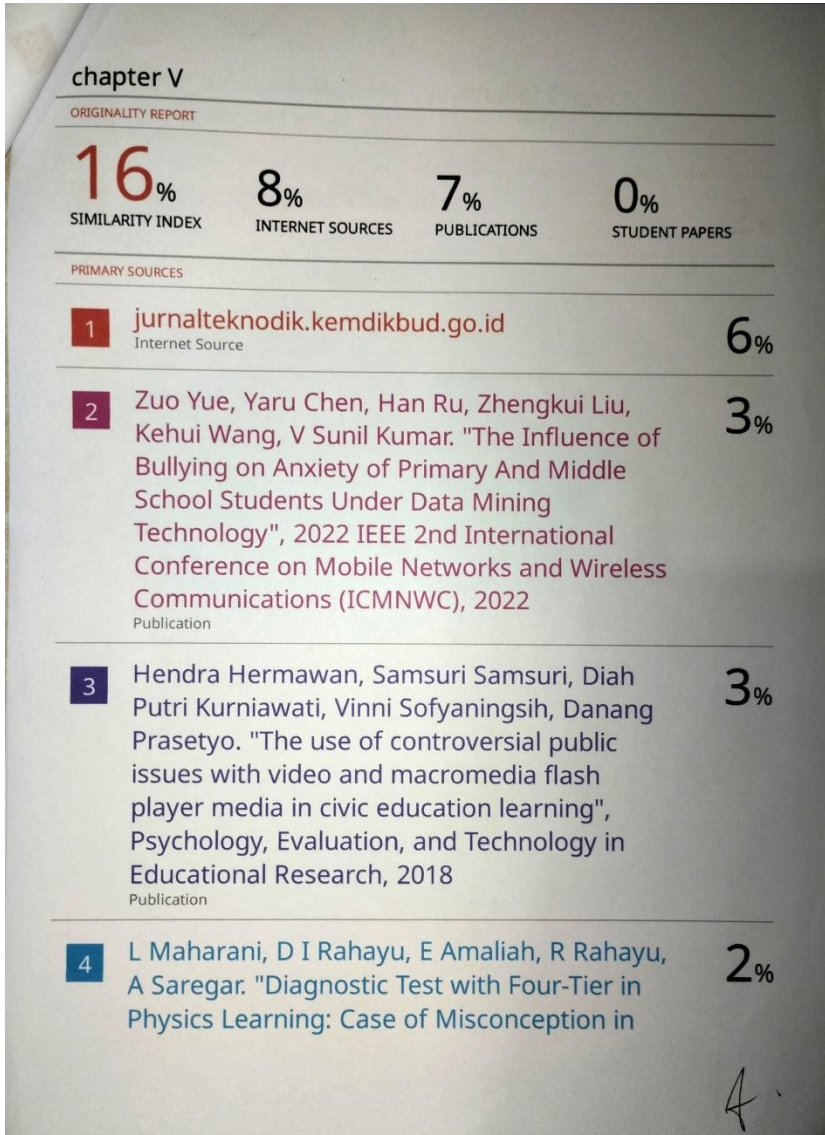 chapter V
ORIGINALITY REPORT
16% 8% 7% 0%
SIMILARITY INDEX INTERNET SOURCES PUBLICATIONS STUDENT PAPERS
PRIMARY SOURCES
1 jurnalteknodik.kemdikbud.go.id 6%
Internet Source
2 Zuo Yue, Yaru Chen, Han Ru, Zhengkui Liu, 3%
Kehui Wang, V Sunil Kumar. "The Influence of
Bullying on Anxiety of Primary And Middle
School Students Under Data Mining
Technology", 2022 IEEE 2nd International
Conference on Mobile Networks and Wireless
Communications (ICMNWC), 2022
Publication
3 Hendra Hermawan, Samsuri Samsuri, Diah 3%
Putri Kurniawati, Vinni Sofyaningsih, Danang
Prasetyo. "The use of controversial public
issues with video and macromedia flash
player media in civic education learning",
Psychology, Evaluation, and Technology in
Educational Research, 2018
Publication
4 L Maharani, D I Rahayu, E Amaliah, R Rahayu, 2%
A Saregar. "Diagnostic Test with Four-Tier in
Physics Learning: Case of Misconception in